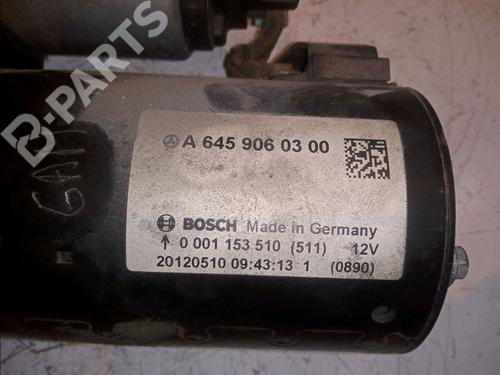 B-PARTS
A 645 906 03 00
BOSCH Made in Germany
↑ 0 001 153 510 (511) 12V
20120510 09:43:13 1 (0890)